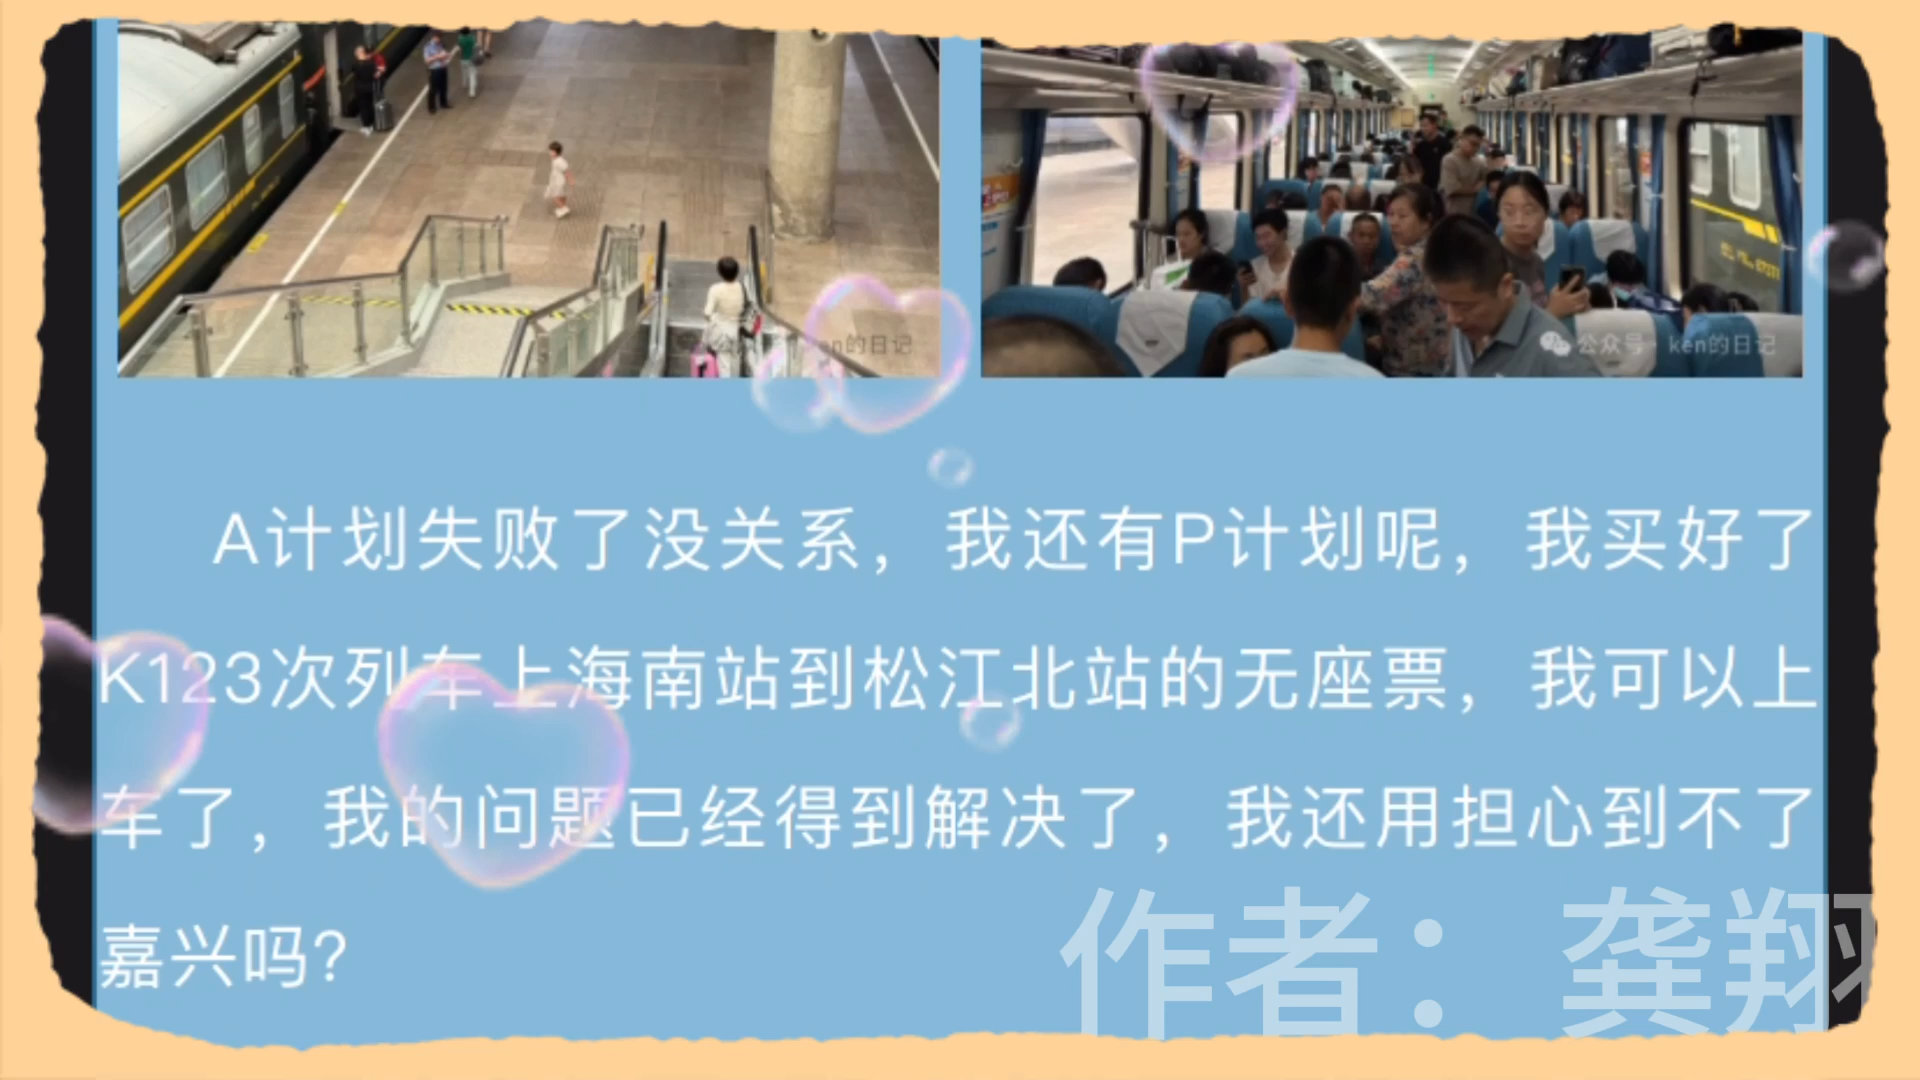 公众号 · ken的日记
A计划失败了没关系，我还有P计划呢，我买好了
K123次列车上海南站到松江北站的无座票，我可以上
车了，我的问题已经得到解决了，我还用担心到不了
嘉兴吗？
作者：龚翔